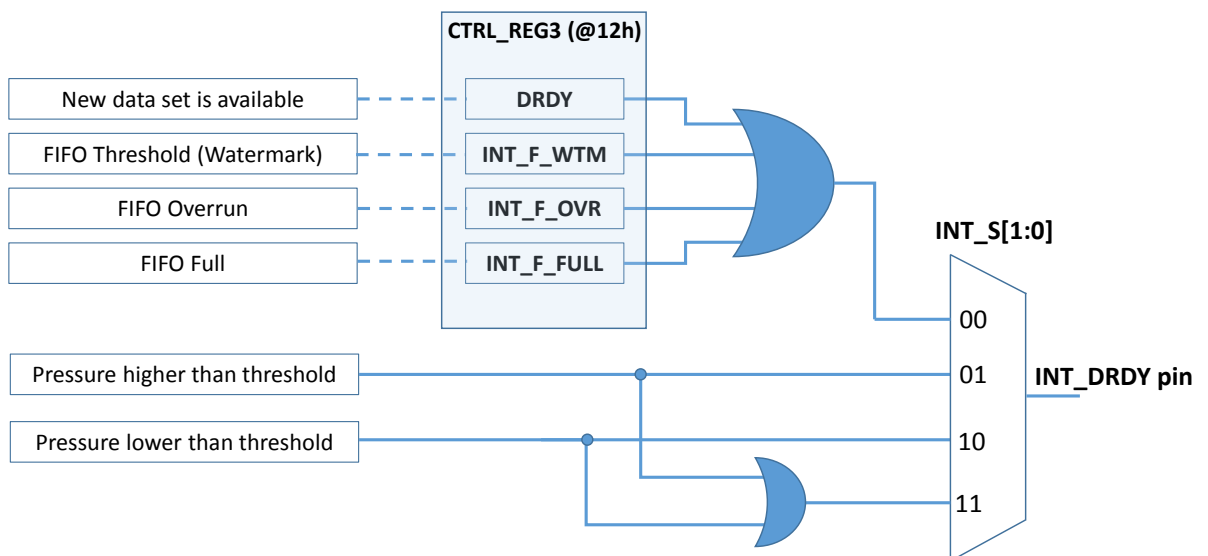 CTRL_REG3 (@12h)
New data set is available
DRDY
FIFO Threshold (Watermark)
INT_F_WTM
FIFO Overrun
INT_F_OVR
FIFO Full
INT_F_FULL
INT_S[1:0]
00
Pressure higher than threshold
01
INT_DRDY pin
Pressure lower than threshold
10
11